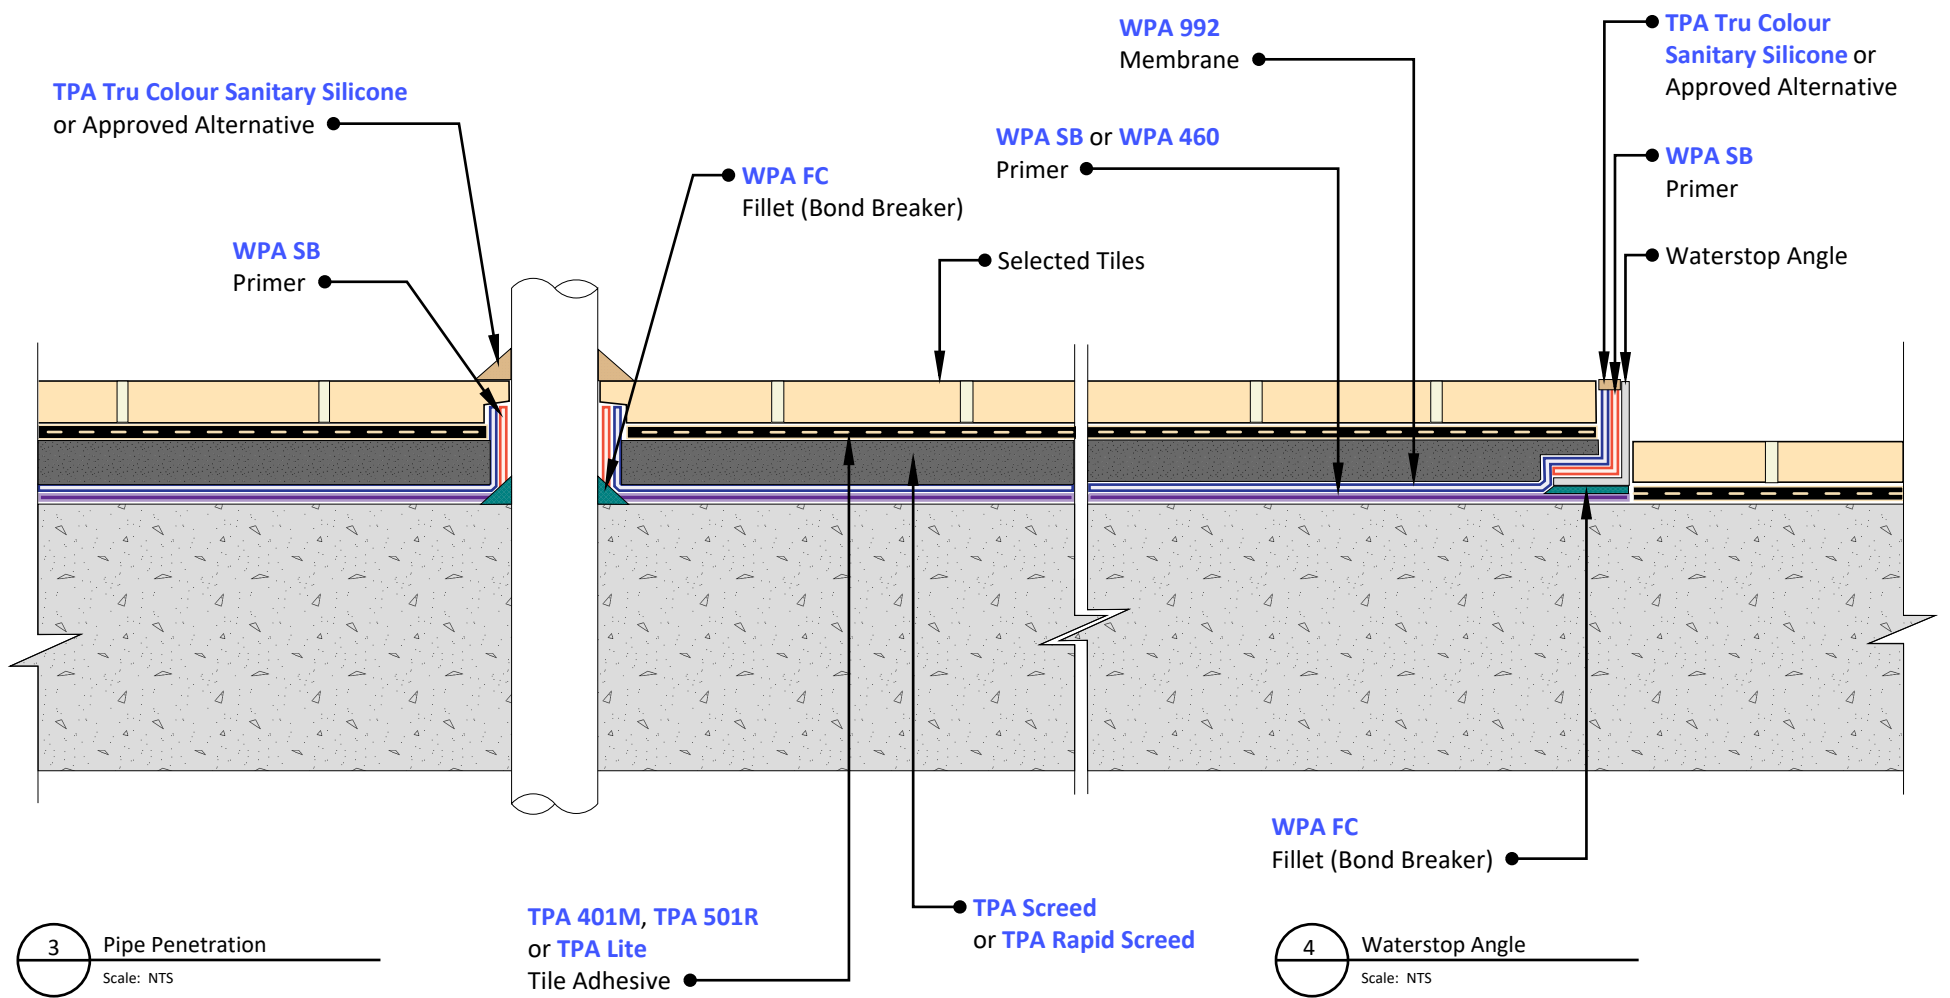 TPA Tru Colour Sanitary Silicone
or Approved Alternative
WPA SB
Primer
WPA FC
Fillet (Bond Breaker)
WPA 992
Membrane
WPA SB or WPA 460
Primer
Selected Tiles
TPA Tru Colour
Sanitary Silicone or
Approved Alternative
WPA SB
Primer
Waterstop Angle
3
Pipe Penetration
Scale: NTS
TPA 401M, TPA 501R
or TPA Lite
Tile Adhesive
TPA Screed
or TPA Rapid Screed
WPA FC
Fillet (Bond Breaker)
4
Waterstop Angle
Scale: NTS